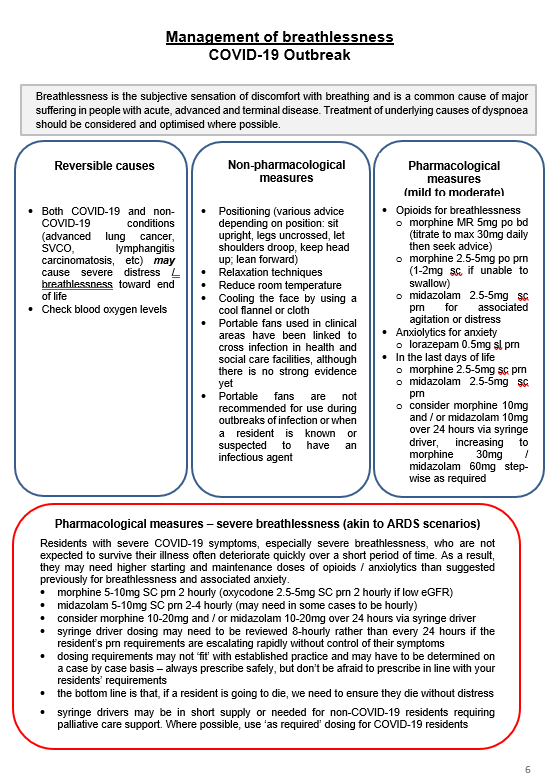 Management of breathlessness
COVID-19 Outbreak
Breathlessness is the subjective sensation of discomfort with breathing and is a common cause of major
suffering in people with acute, advanced and terminal disease. Treatment of underlying causes of dyspnoea
should be considered and optimised where possible.
Reversible causes
• Both COVID-19 and non-
COVID-19 conditions
(advanced lung cancer,
SVCO, lymphangitis
carcinomatosis, etc) may
cause severe distress /
breathlessness toward end
of life
• Check blood oxygen levels
Non-pharmacological
measures
• Positioning (various advice
depending on position: sit
upright, legs uncrossed, let
shoulders droop, keep head
up; lean forward)
• Relaxation techniques
• Reduce room temperature
• Cooling the face by using a
cool flannel or cloth
• Portable fans used in clinical
areas have been linked to
cross infection in health and
social care facilities, although
there is no strong evidence
yet
• Portable fans are not
recommended for use during
outbreaks of infection or when
a resident is known or
suspected to have an
infectious agent
Pharmacological
measures
(mild to moderate)
• Opioids for breathlessness
o morphine MR 5mg po bd
(titrate to max 30mg daily
then seek advice)
o morphine 2.5-5mg po prn
(1-2mg sc if unable to
swallow)
o midazolam 2.5-5mg sc
prn for associated
agitation or distress
• Anxiolytics for anxiety
o lorazepam 0.5mg sl prn
• In the last days of life
o morphine 2.5-5mg sc prn
o midazolam 2.5-5mg sc
prn
o consider morphine 10mg
and / or midazolam 10mg
over 24 hours via syringe
driver, increasing to
morphine 30mg /
midazolam 60mg step-
wise as required
Pharmacological measures – severe breathlessness (akin to ARDS scenarios)
Residents with severe COVID-19 symptoms, especially severe breathlessness, who are not
expected to survive their illness often deteriorate quickly over a short period of time. As a result,
they may need higher starting and maintenance doses of opioids / anxiolytics than suggested
previously for breathlessness and associated anxiety.
• morphine 5-10mg SC prn 2 hourly (oxycodone 2.5-5mg SC prn 2 hourly if low eGFR)
• midazolam 5-10mg SC prn 2-4 hourly (may need in some cases to be hourly)
• consider morphine 10-20mg and / or midazolam 10-20mg over 24 hours via syringe driver
• syringe driver dosing may need to be reviewed 8-hourly rather than every 24 hours if the
resident's prn requirements are escalating rapidly without control of their symptoms
• dosing requirements may not 'fit' with established practice and may have to be determined on
a case by case basis – always prescribe safely, but don't be afraid to prescribe in line with your
residents' requirements
• the bottom line is that, if a resident is going to die, we need to ensure they die without distress
• syringe drivers may be in short supply or needed for non-COVID-19 residents requiring
palliative care support. Where possible, use 'as required' dosing for COVID-19 residents
6